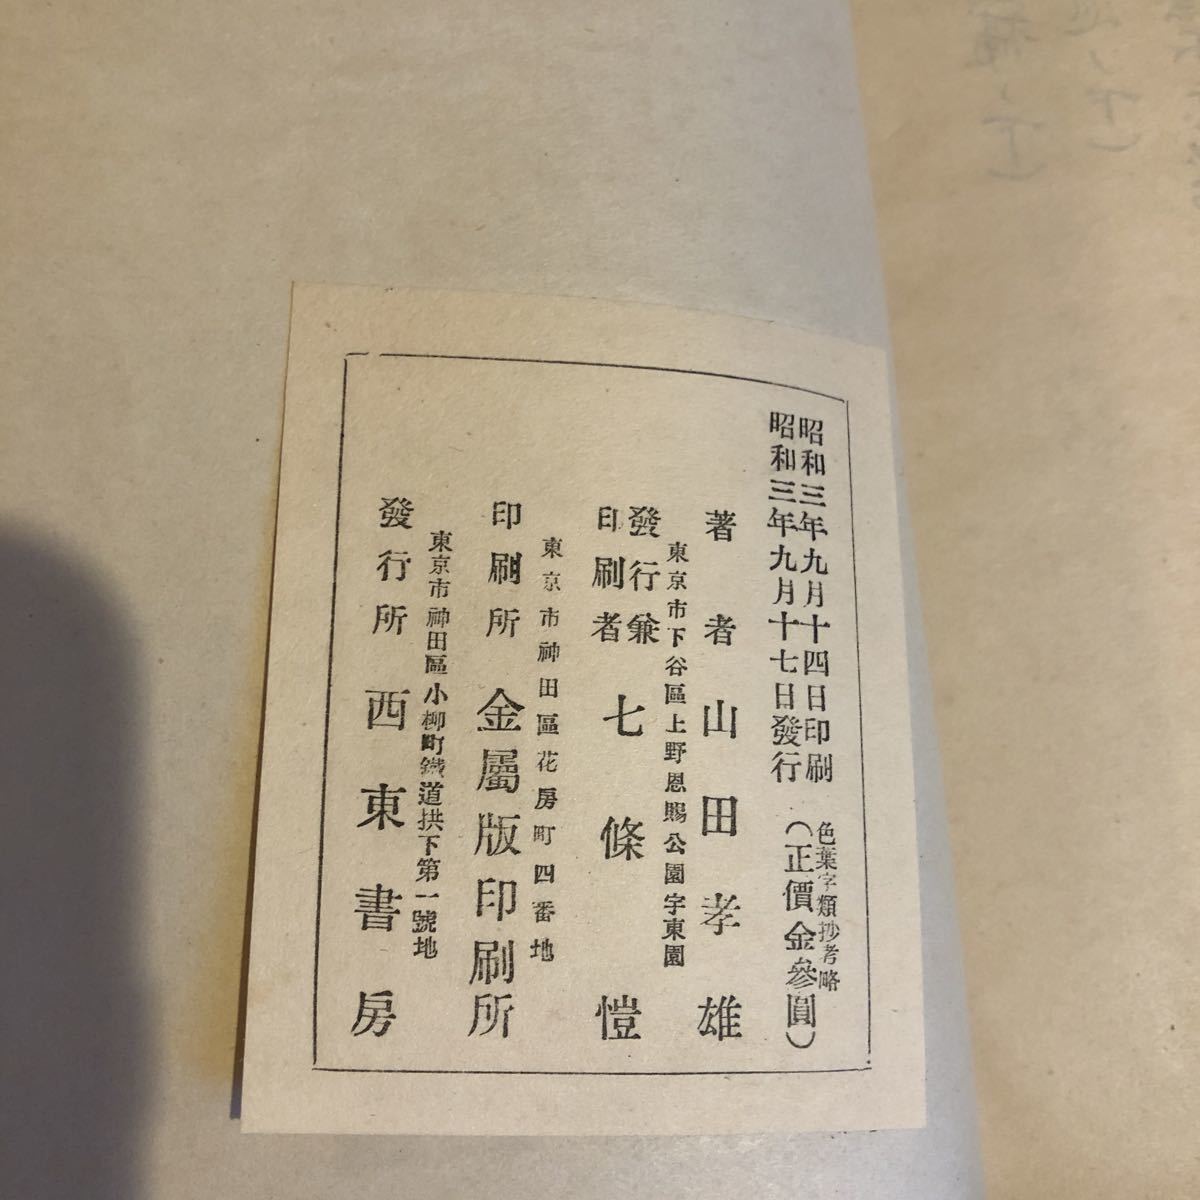 昭和三年九月十四日印刷
昭和三年九月十七日發行
色葉字類抄考略
（正價金參圓）
著者 山田孝雄
東京市下谷區上野恩賜公園字東園
發行兼
印刷者 七條愷
東京市神田區花房町四番地
印刷所 金屬版印刷所
東京市神田區小柳町鐵道拱下第一號地
發行所 西東書房